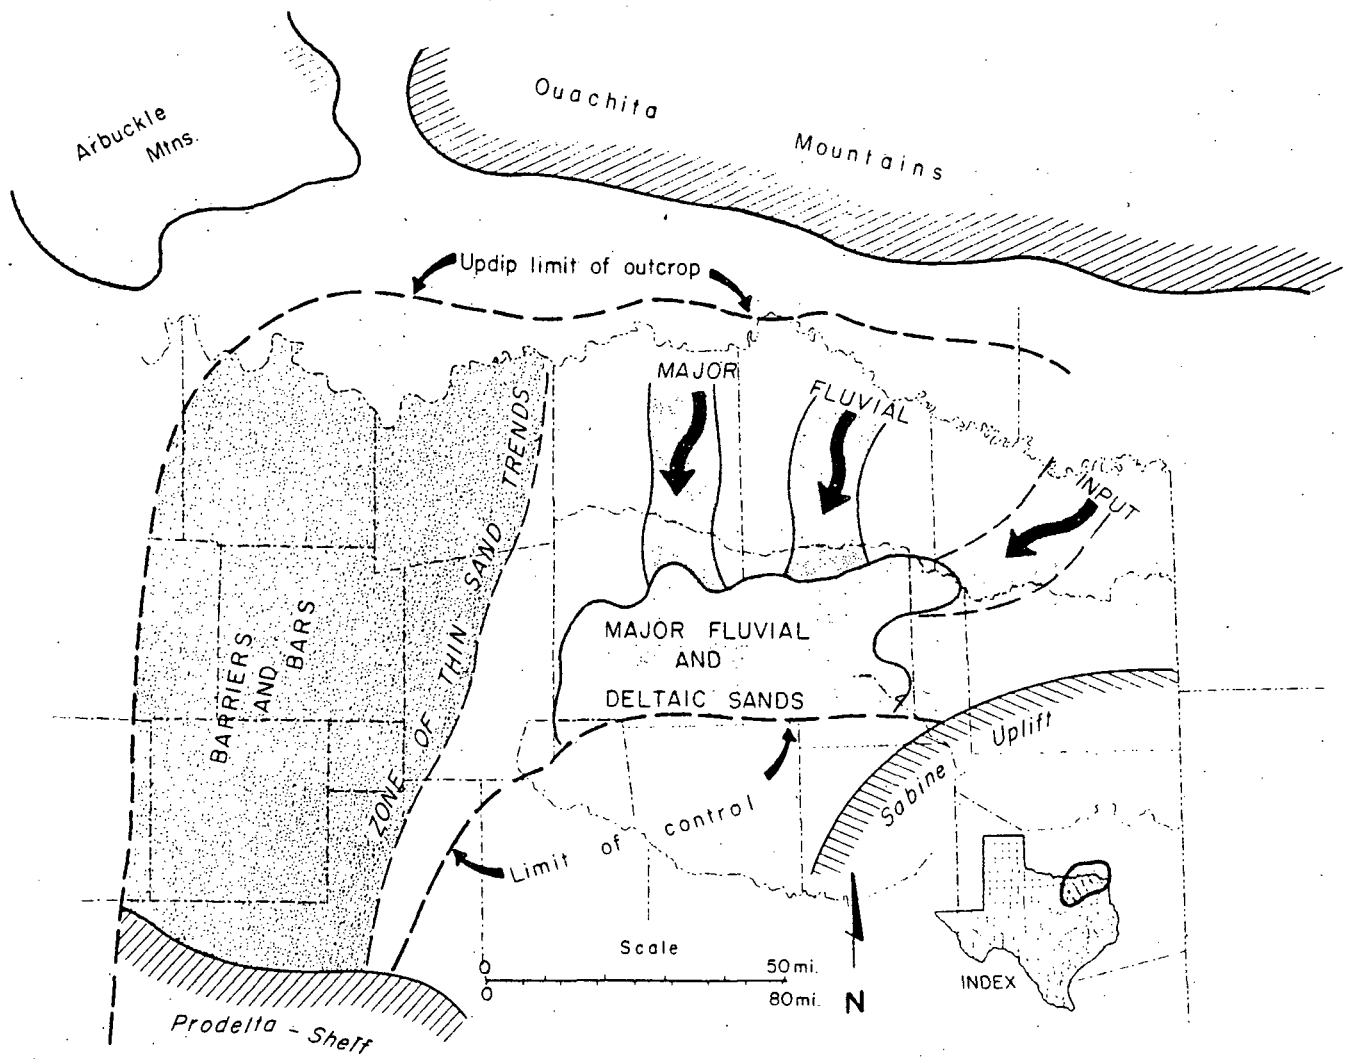 Ouachita
Mountains
Arbuckle
Mtns.
Updip limit of outcrop
MAJOR
FLUVIAL
INPUT
ZONE OF THIN SAND TRENDS
BARRIERS
AND BARS
MAJOR FLUVIAL
AND
DELTAIC SANDS
Sabine Uplift
Limit of control
Scale
0 50 mi.
0 80 mi.
N
INDEX
Prodelta - Shelf